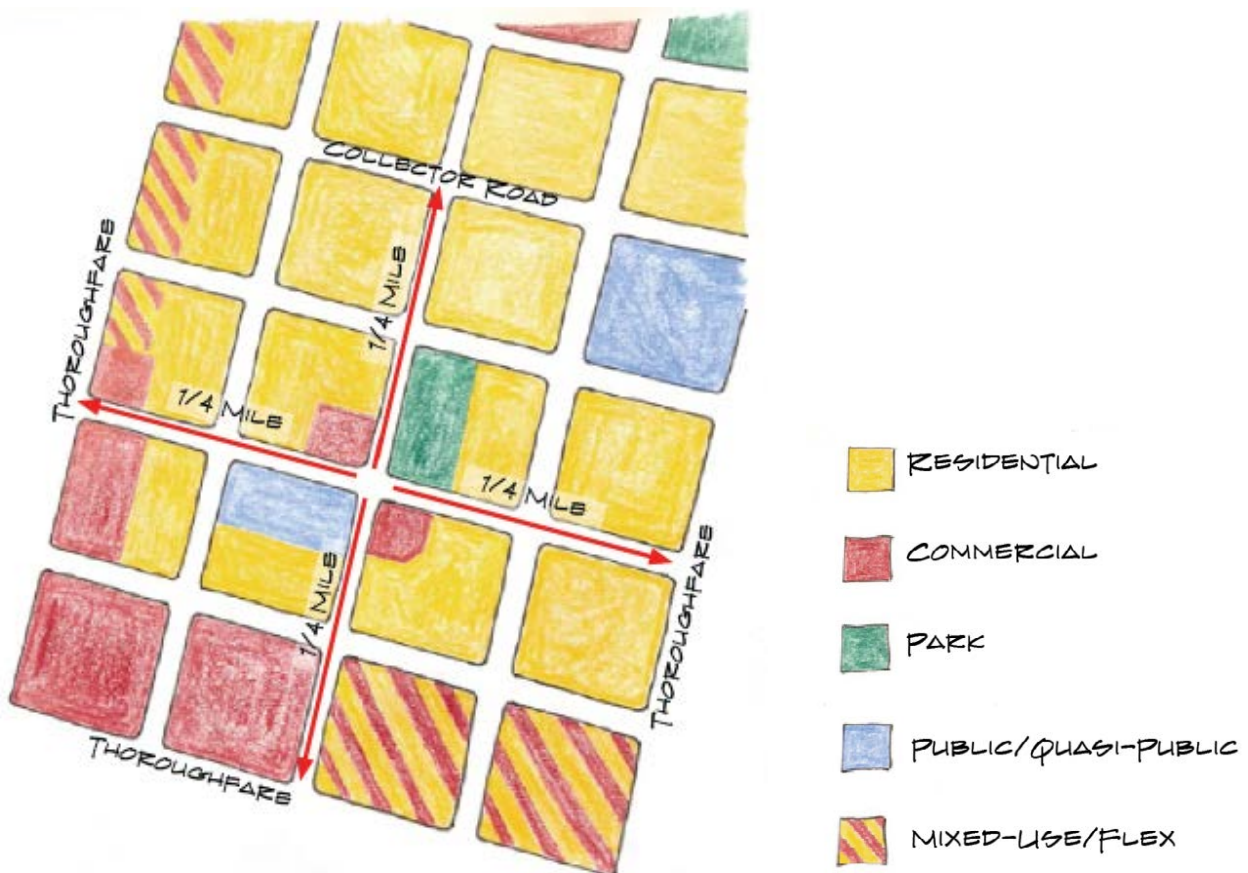 COLLECTOR ROAD
THOROUGHFARE
1/4 MILE
1/4 MILE
1/4 MILE
1/4 MILE
THOROUGHFARE
THOROUGHFARE
RESIDENTIAL
COMMERCIAL
PARK
PUBLIC/QUASI-PUBLIC
MIXED-USE/FLEX